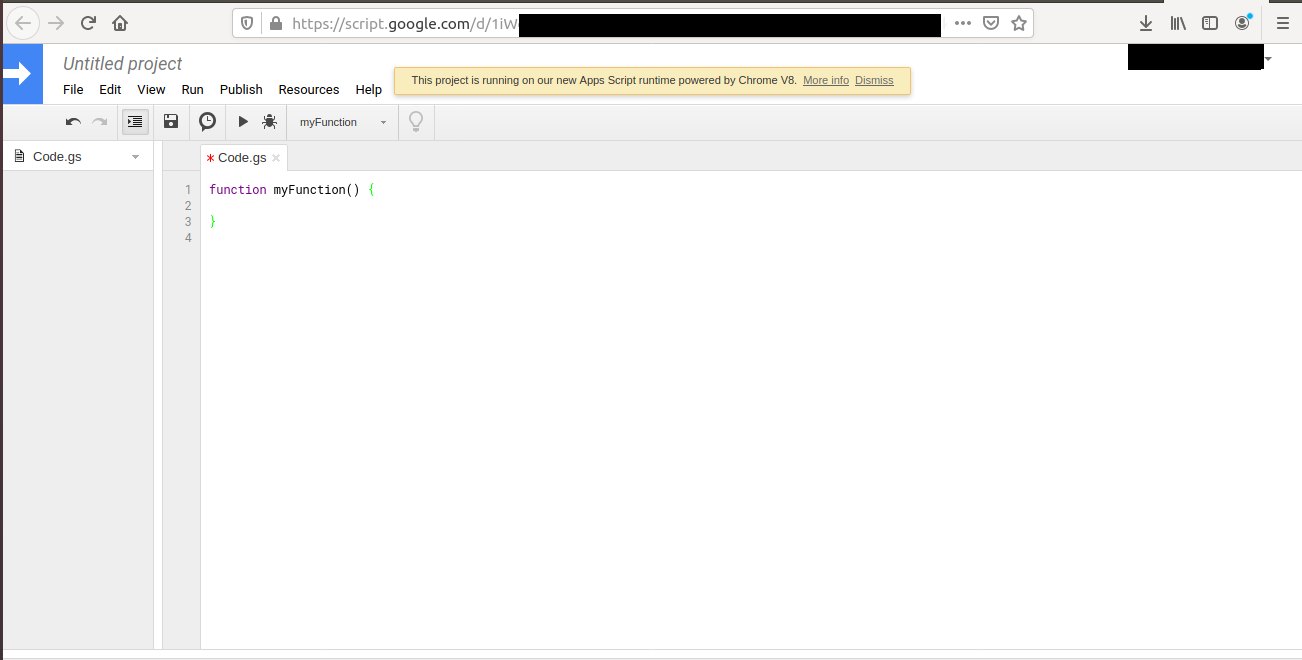 https://script.google.com/d/1iW
Untitled project
File Edit View Run Publish Resources Help
This project is running on our new Apps Script runtime powered by Chrome V8. More info Dismiss
myFunction
Code.gs
* Code.gs ×
1 function myFunction() {
2
3 }
4